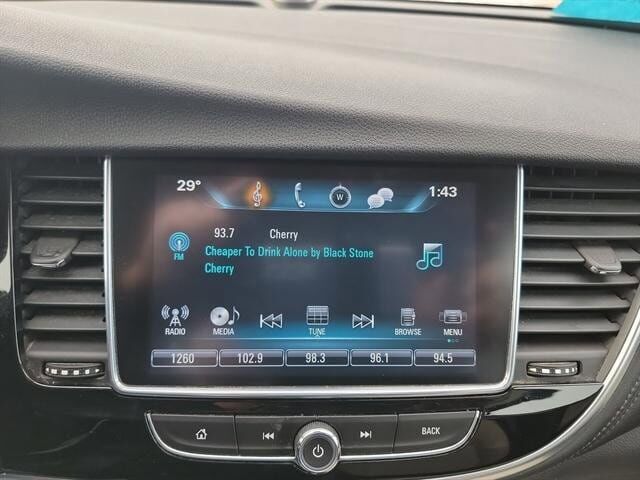 29° W 1:43
93.7 Cherry
FM Cheaper To Drink Alone by Black Stone
Cherry
RADIO MEDIA TUNE BROWSE MENU
1260 102.9 98.3 96.1 94.5
BACK